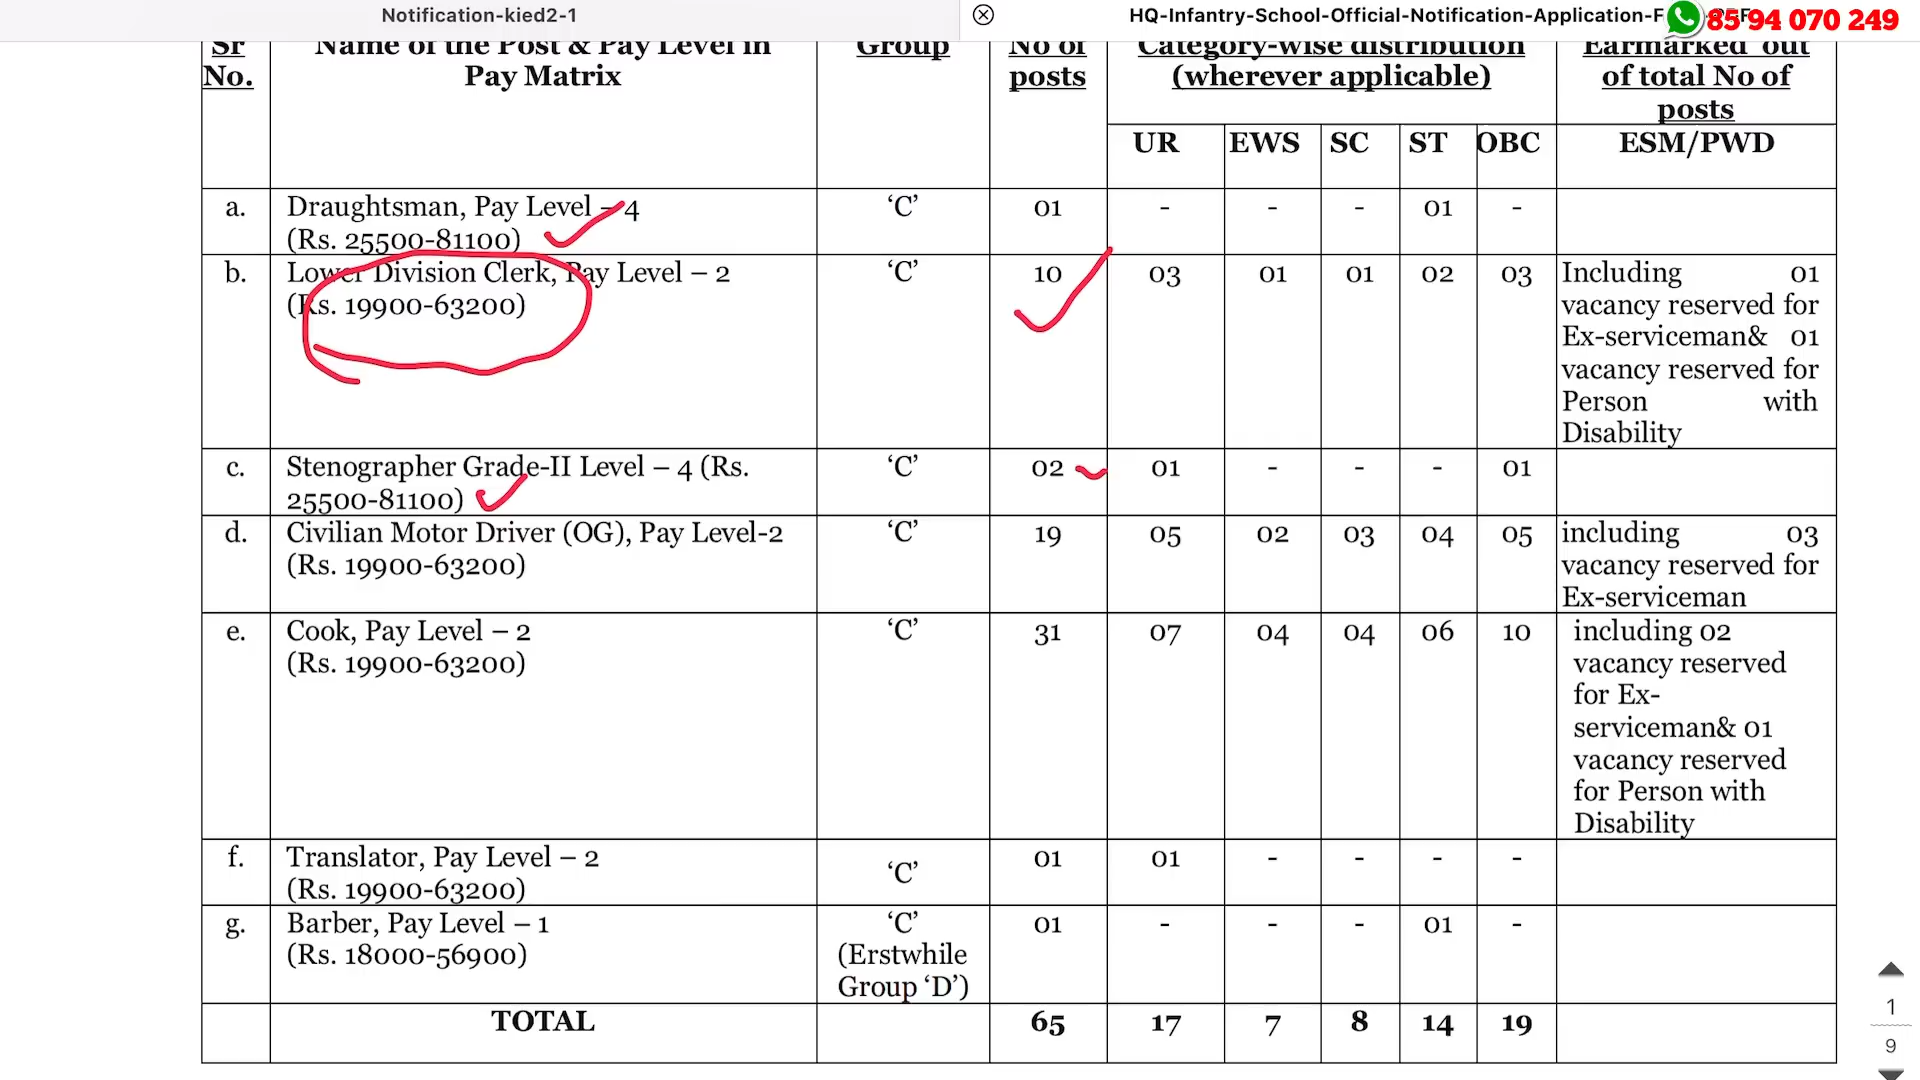 Notification-kied2-1
HQ-Infantry-School-Official-Notification-Application-F
85 94 070 249
Sr No.
Name of the Post & Pay Level in Pay Matrix
Group
No of posts
Category-wise distribution (wherever applicable)
Earmarked out of total No of posts
UR EWS SC ST OBC ESM/PWD
a. Draughtsman, Pay Level – 4 ‘C’ 01 - - - 01 -
(Rs. 25500-81100)
b. Lower Division Clerk, Pay Level – 2 ‘C’ 10 03 01 01 02 03 Including 01
(Rs. 19900-63200) vacancy reserved for
Ex-serviceman& 01
vacancy reserved for
Person with
Disability
c. Stenographer Grade-II Level – 4 (Rs. ‘C’ 02 01 - - - 01
25500-81100)
d. Civilian Motor Driver (OG), Pay Level-2 ‘C’ 19 05 02 03 04 05 including 03
(Rs. 19900-63200) vacancy reserved for
Ex-serviceman
e. Cook, Pay Level – 2 ‘C’ 31 07 04 04 06 10 including 02
(Rs. 19900-63200) vacancy reserved
for Ex-
serviceman& 01
vacancy reserved
for Person with
Disability
f. Translator, Pay Level – 2 ‘C’ 01 01 - - - -
(Rs. 19900-63200)
g. Barber, Pay Level – 1 ‘C’ 01 - - - 01 -
(Rs. 18000-56900) (Erstwhile
Group ‘D’)
TOTAL 65 17 7 8 14 19
1
9